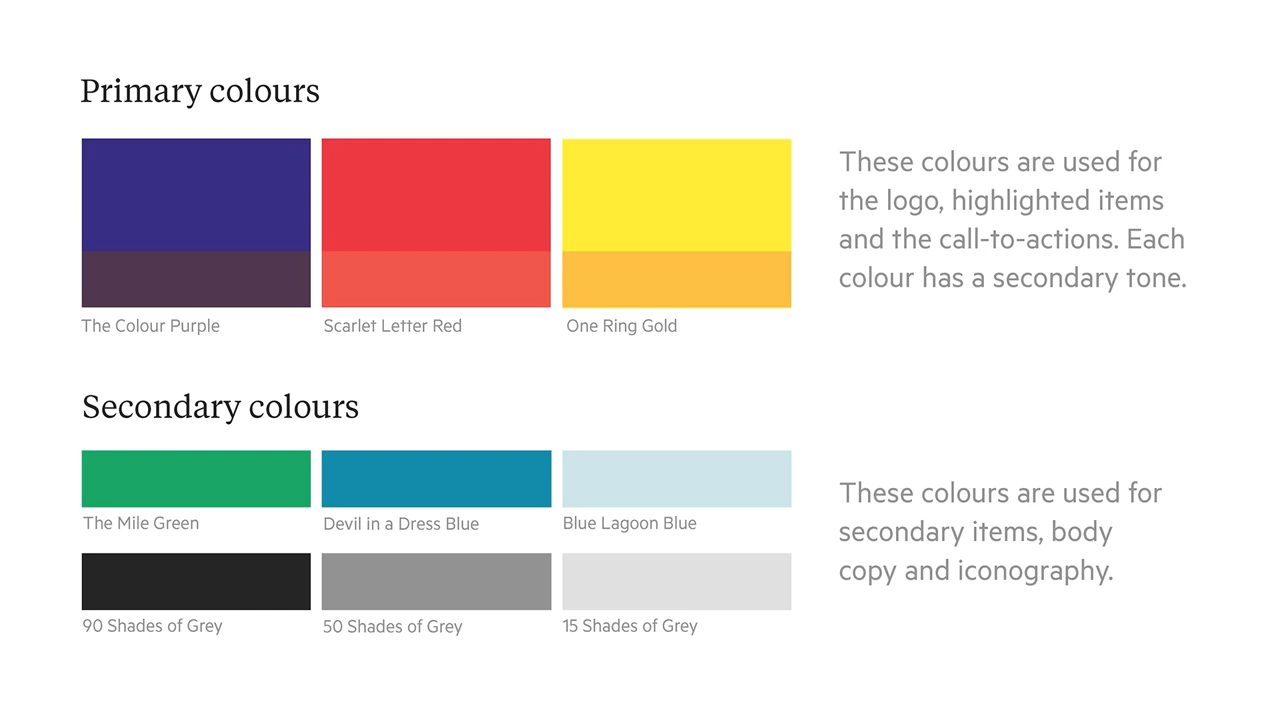 Primary colours
These colours are used for
the logo, highlighted items
and the call-to-actions. Each
colour has a secondary tone.
The Colour Purple
Scarlet Letter Red
One Ring Gold
Secondary colours
The Mile Green
Devil in a Dress Blue
Blue Lagoon Blue
These colours are used for
secondary items, body
copy and iconography.
90 Shades of Grey
50 Shades of Grey
15 Shades of Grey